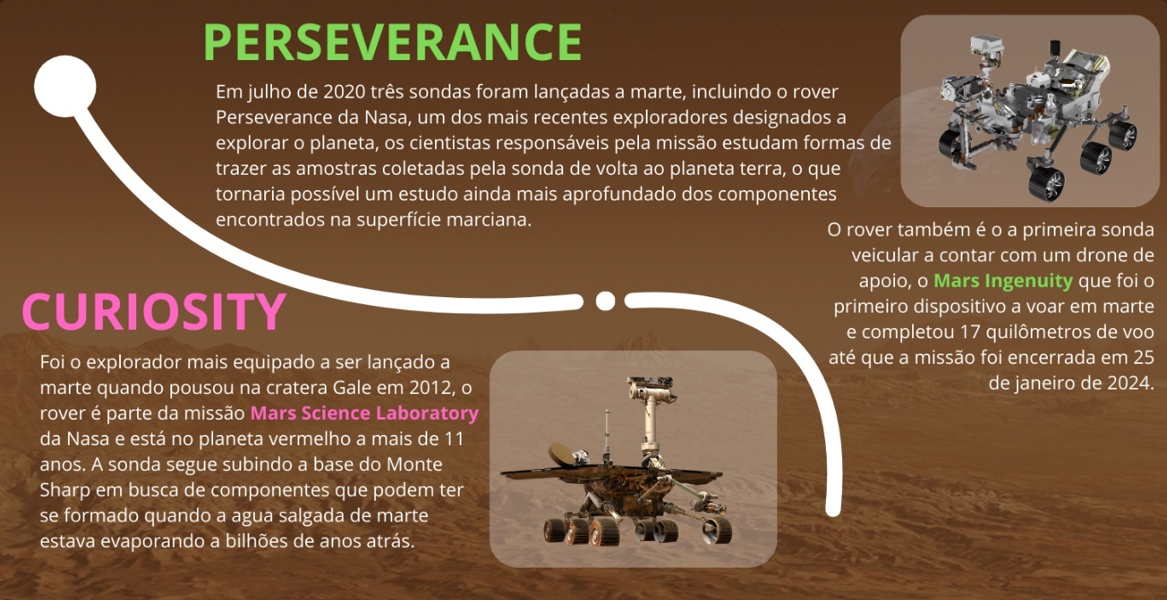 PERSEVERANCE
Em julho de 2020 três sondas foram lançadas a marte, incluindo o rover
Perseverance da Nasa, um dos mais recentes exploradores designados a
explorar o planeta, os cientistas responsáveis pela missão estudam formas de
trazer as amostras coletadas pela sonda de volta ao planeta terra, o que
tornaria possível um estudo ainda mais aprofundado dos componentes
encontrados na superfície marciana.
O rover também é o a primeira sonda
veicular a contar com um drone de
apoio, o Mars Ingenuity que foi o
primeiro dispositivo a voar em marte
e completou 17 quilômetros de voo
até que a missão foi encerrada em 25
de janeiro de 2024.
CURIOSITY
Foi o explorador mais equipado a ser lançado a
marte quando pousou na cratera Gale em 2012, o
rover é parte da missão Mars Science Laboratory
da Nasa e está no planeta vermelho a mais de 11
anos. A sonda segue subindo a base do Monte
Sharp em busca de componentes que podem ter
se formado quando a agua salgada de marte
estava evaporando a bilhões de anos atrás.